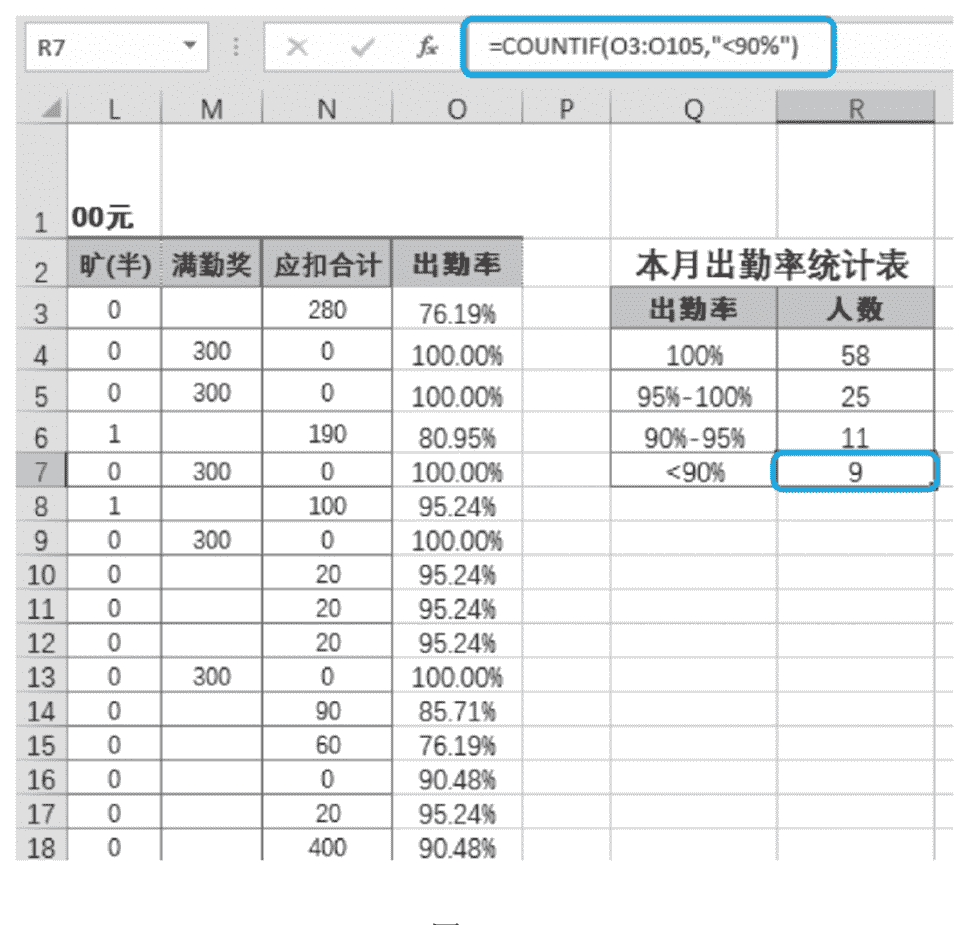 R7 fx =COUNTIF(O3:O105,"<90%")
L M N O P Q R
1 00元
2 旷(半) 满勤奖 应扣合计 出勤率 本月出勤率统计表
3 0 280 76.19% 出勤率 人数
4 0 300 0 100.00% 100% 58
5 0 300 0 100.00% 95%-100% 25
6 1 190 80.95% 90%-95% 11
7 0 300 0 100.00% <90% 9
8 1 100 95.24%
9 0 300 0 100.00%
10 0 20 95.24%
11 0 20 95.24%
12 0 20 95.24%
13 0 300 0 100.00%
14 0 90 85.71%
15 0 60 76.19%
16 0 0 90.48%
17 0 20 95.24%
18 0 400 90.48%